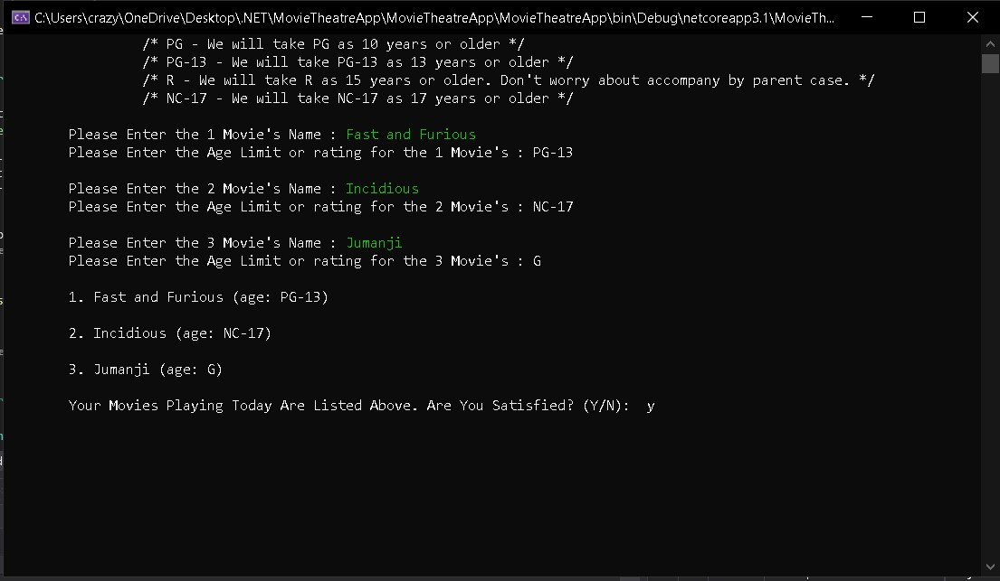 C:\Users\crazy\OneDrive\Desktop\.NET\MovieTheatreApp\MovieTheatreApp\MovieTheatreApp\bin\Debug\netcoreapp3.1\MovieTh...
/* PG - We will take PG as 10 years or older */
/* PG-13 - We will take PG-13 as 13 years or older */
/* R - We will take R as 15 years or older. Don't worry about accompany by parent case. */
/* NC-17 - We will take NC-17 as 17 years or older */
Please Enter the 1 Movie's Name : Fast and Furious
Please Enter the Age Limit or rating for the 1 Movie's : PG-13
Please Enter the 2 Movie's Name : Incidious
Please Enter the Age Limit or rating for the 2 Movie's : NC-17
Please Enter the 3 Movie's Name : Jumanji
Please Enter the Age Limit or rating for the 3 Movie's : G
1. Fast and Furious (age: PG-13)
2. Incidious (age: NC-17)
3. Jumanji (age: G)
Your Movies Playing Today Are Listed Above. Are You Satisfied? (Y/N):  y